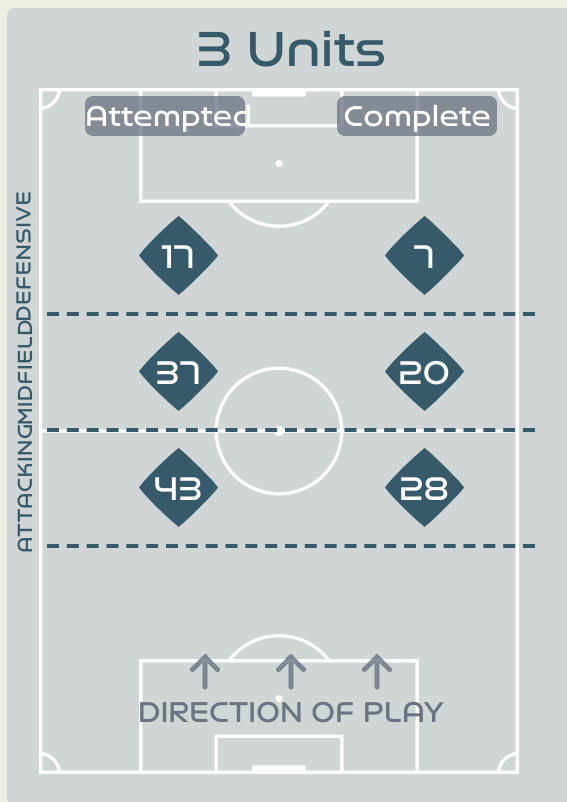 3 Units
Attempted Complete
17 7
37 20
43 28
ATTACKINGMIDFIELDDEFENSIVE
DIRECTION OF PLAY